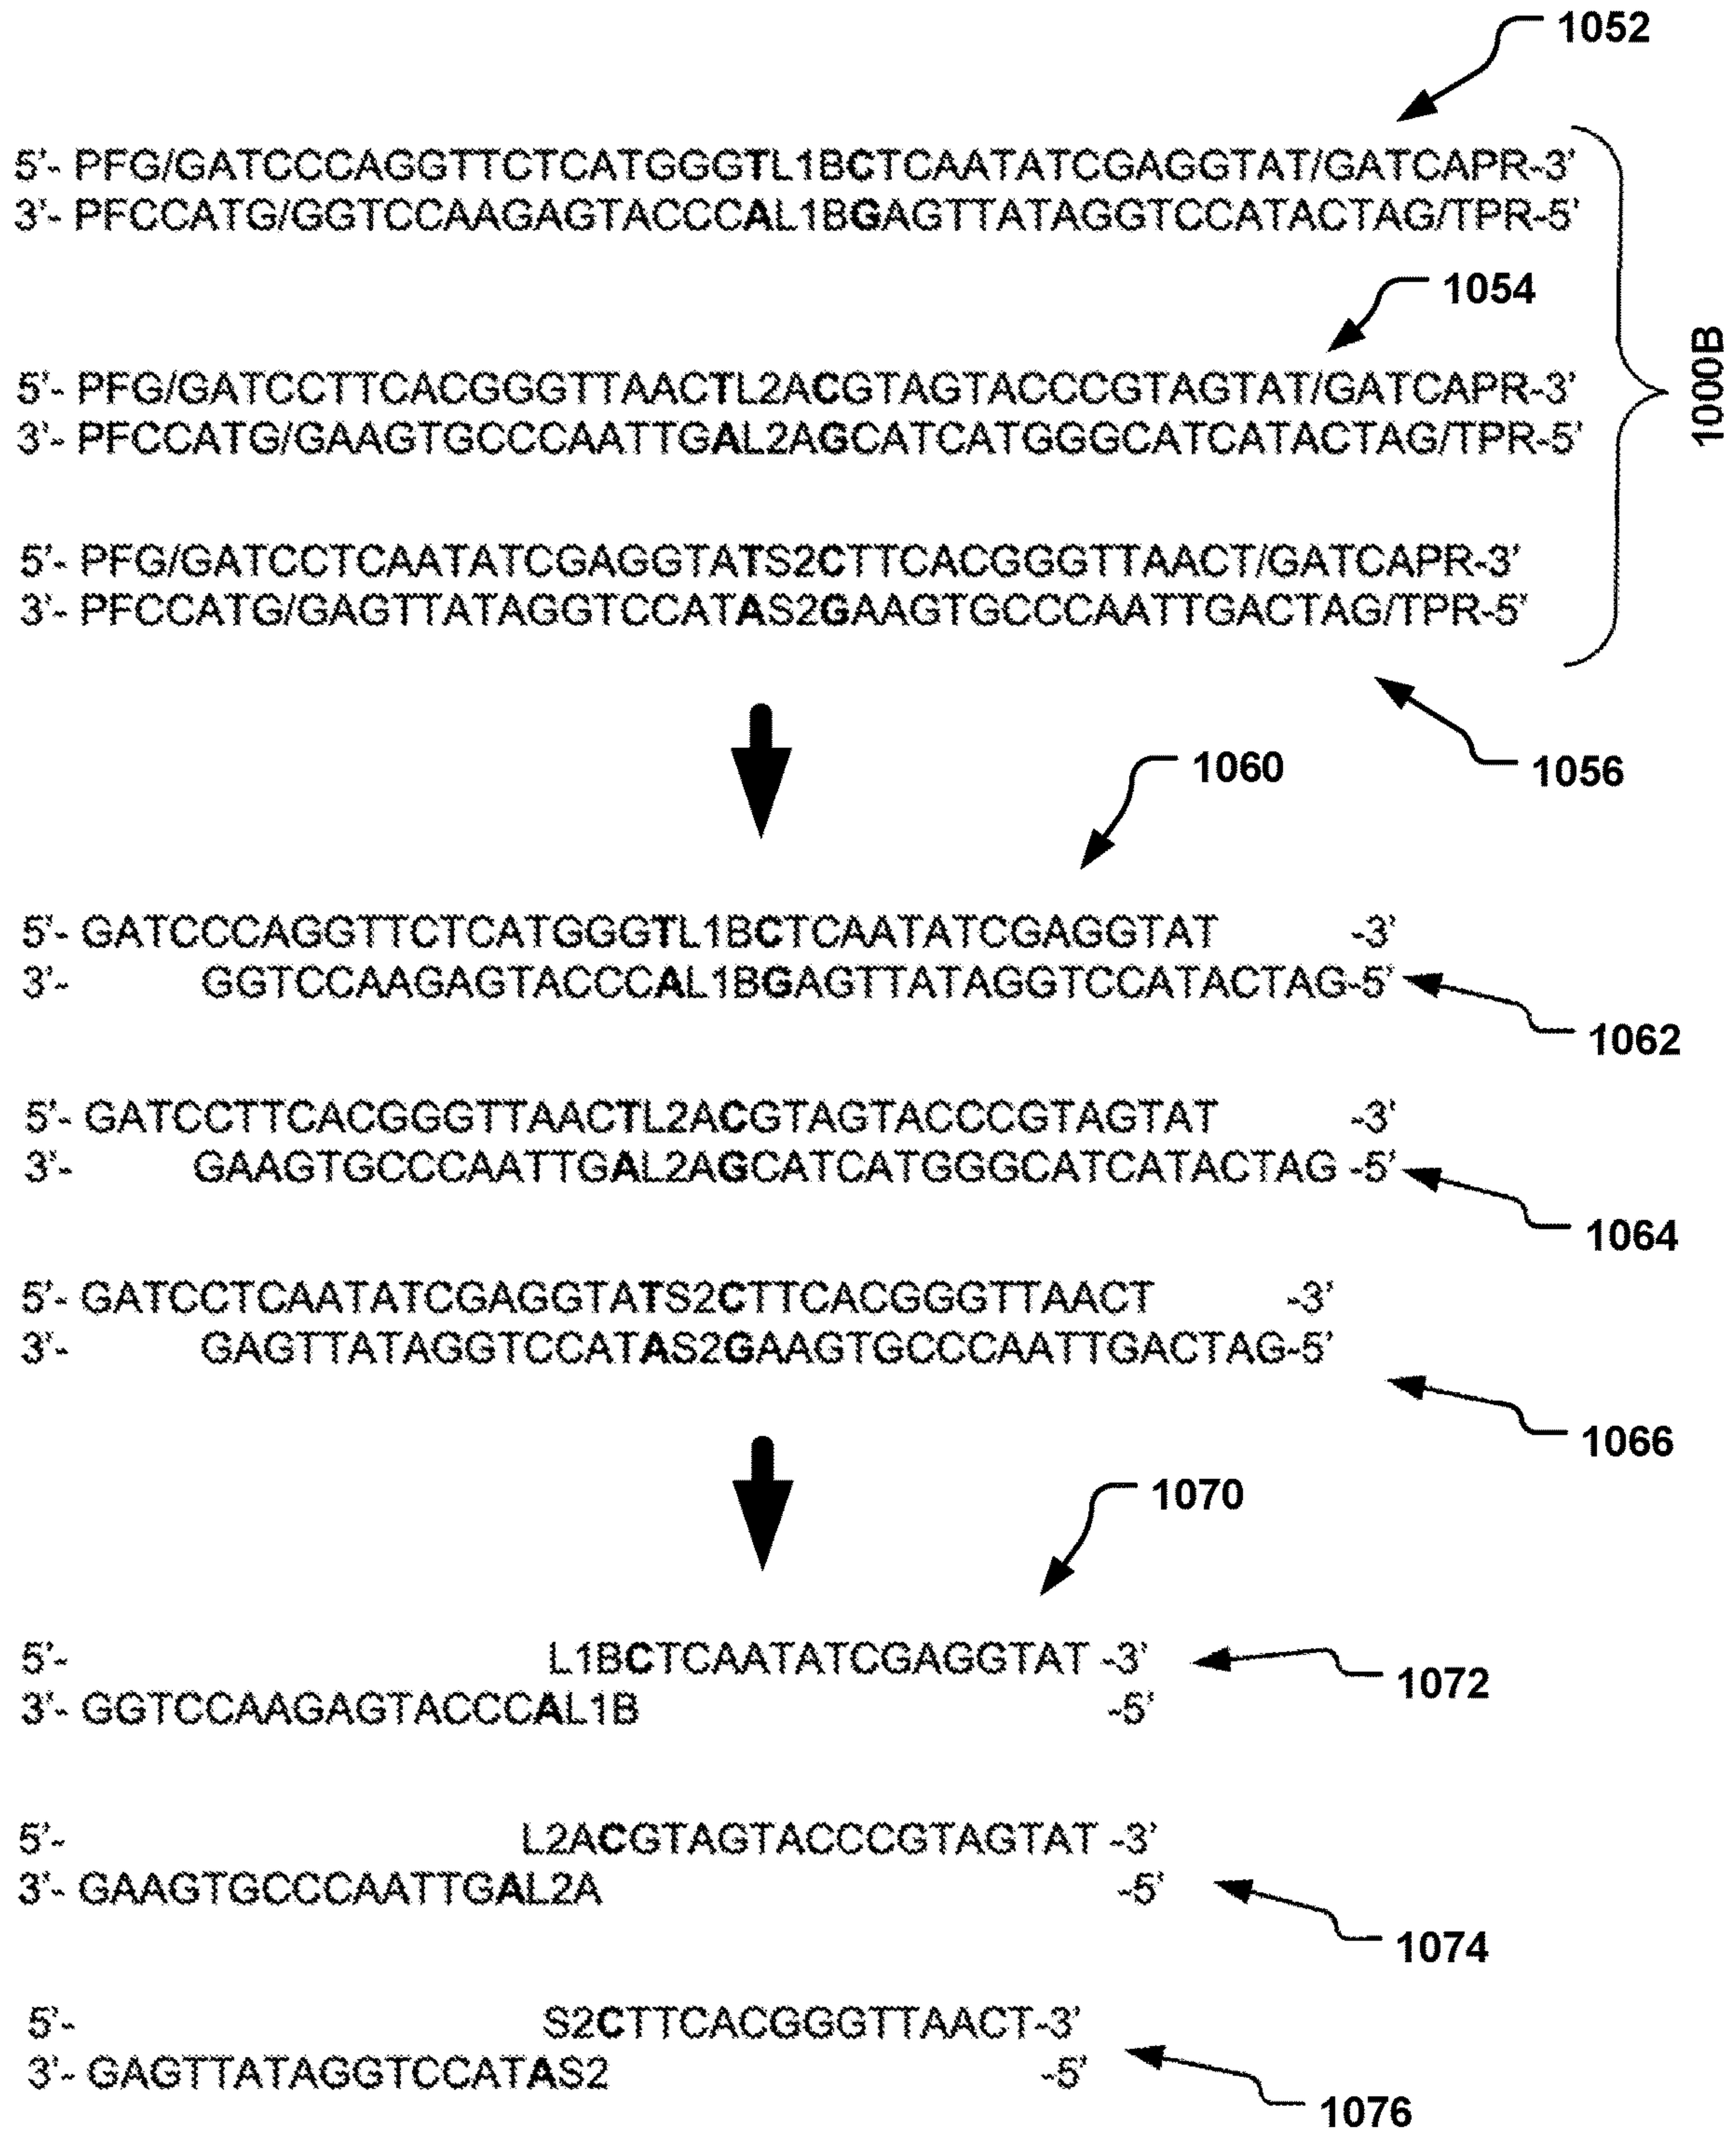 1052
5'- PFG/GATCCCAGGTTCTCATGGGTL1BCTCAATATCGAGGTAT/GATCAPR-3'
3'- PFCCATG/GGTCCAAGAGTACCCAL1BGAGTTATAGGTCCATACTAG/TPR-5'
1054
5'- PFG/GATCCTTCACGGGTTAACTL2ACGTAGTACCCGTAGTAT/GATCAPR-3'
3'- PFCCATG/GAAGTGCCCAATTGAL2AGCATCATGGGCATCATACTAG/TPR-5'
1000B
5'- PFG/GATCCTCAATATCGAGGTATS2CTTCACGGGTTAACT/GATCAPR-3'
3'- PFCCATG/GAGTTATAGGTCCATAS2GAAGTGCCCAATTGACTAG/TPR-5'
1056
1060
5'- GATCCCAGGTTCTCATGGGTL1BCTCAATATCGAGGTAT -3'
3'- GGTCCAAGAGTACCCAL1BGAGTTATAGGTCCATACTAG-5'
1062
5'- GATCCTTCACGGGTTAACTL2ACGTAGTACCCGTAGTAT -3'
3'- GAAGTGCCCAATTGAL2AGCATCATGGGCATCATACTAG -5'
1064
5'- GATCCTCAATATCGAGGTATS2CTTCACGGGTTAACT -3'
3'- GAGTTATAGGTCCATAS2GAAGTGCCCAATTGACTAG-5'
1066
1070
5'- L1BCTCAATATCGAGGTAT -3'
3'- GGTCCAAGAGTACCCAL1B -5'
1072
5'- L2ACGTAGTACCCGTAGTAT -3'
3'- GAAGTGCCCAATTGAL2A -5'
1074
5'- S2CTTCACGGGTTAACT-3'
3'- GAGTTATAGGTCCATAS2 -5'
1076